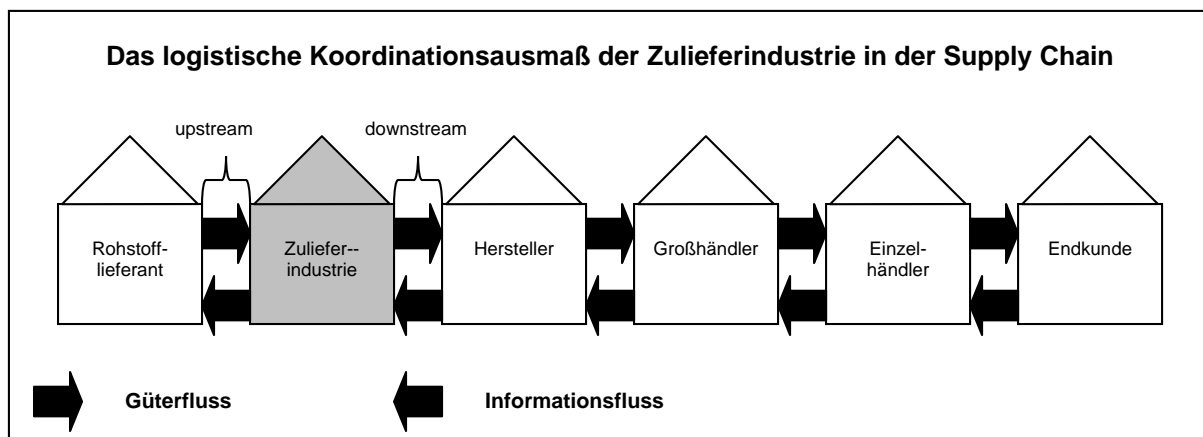 Das logistische Koordinationsausmaß der Zulieferindustrie in der Supply Chain
upstream
downstream
Rohstoff-
lieferant
Zuliefer--
industrie
Hersteller
Großhändler
Einzel-
händler
Endkunde
Güterfluss
Informationsfluss